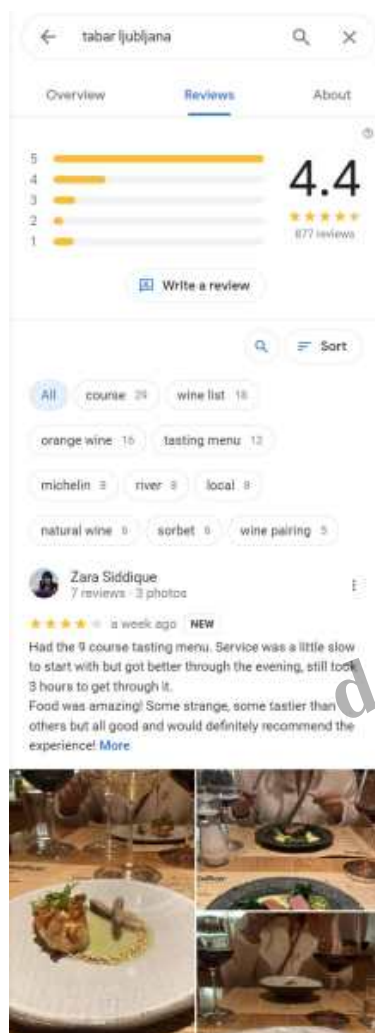 tabar ljubljana
Overview Reviews About
5
4
3
2
1
4.4
877 reviews
Write a review
Sort
All course 29 wine list 18
orange wine 16 tasting menu 12
michelin 8 river 8 local 8
natural wine 6 sorbet 6 wine pairing 5
Zara Siddique
7 reviews · 3 photos
a week ago NEW
Had the 9 course tasting menu. Service was a little slow
to start with but got better through the evening, still took
3 hours to get through it.
Food was amazing! Some strange, some tastier than
others but all good and would definitely recommend the
experience! More
d